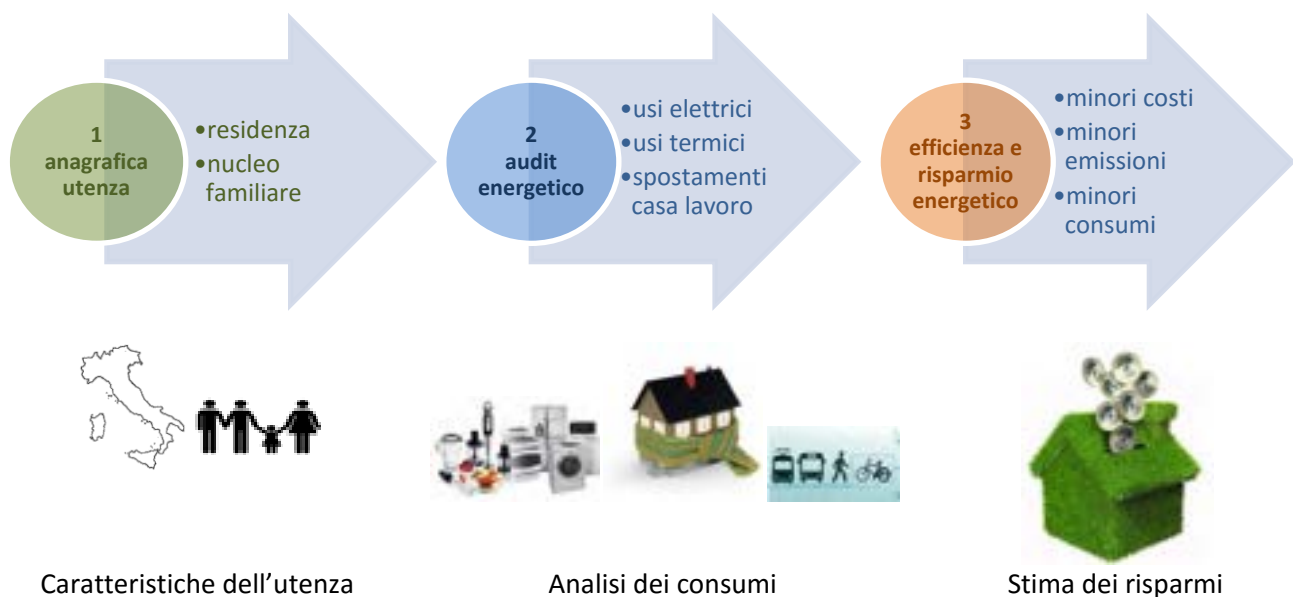 1
anagrafica
utenza
•residenza
•nucleo
familiare
2
audit
energetico
•usi elettrici
•usi termici
•spostamenti
casa lavoro
3
efficienza e
risparmio
energetico
•minori costi
•minori
emissioni
•minori
consumi
Caratteristiche dell’utenza
Analisi dei consumi
Stima dei risparmi